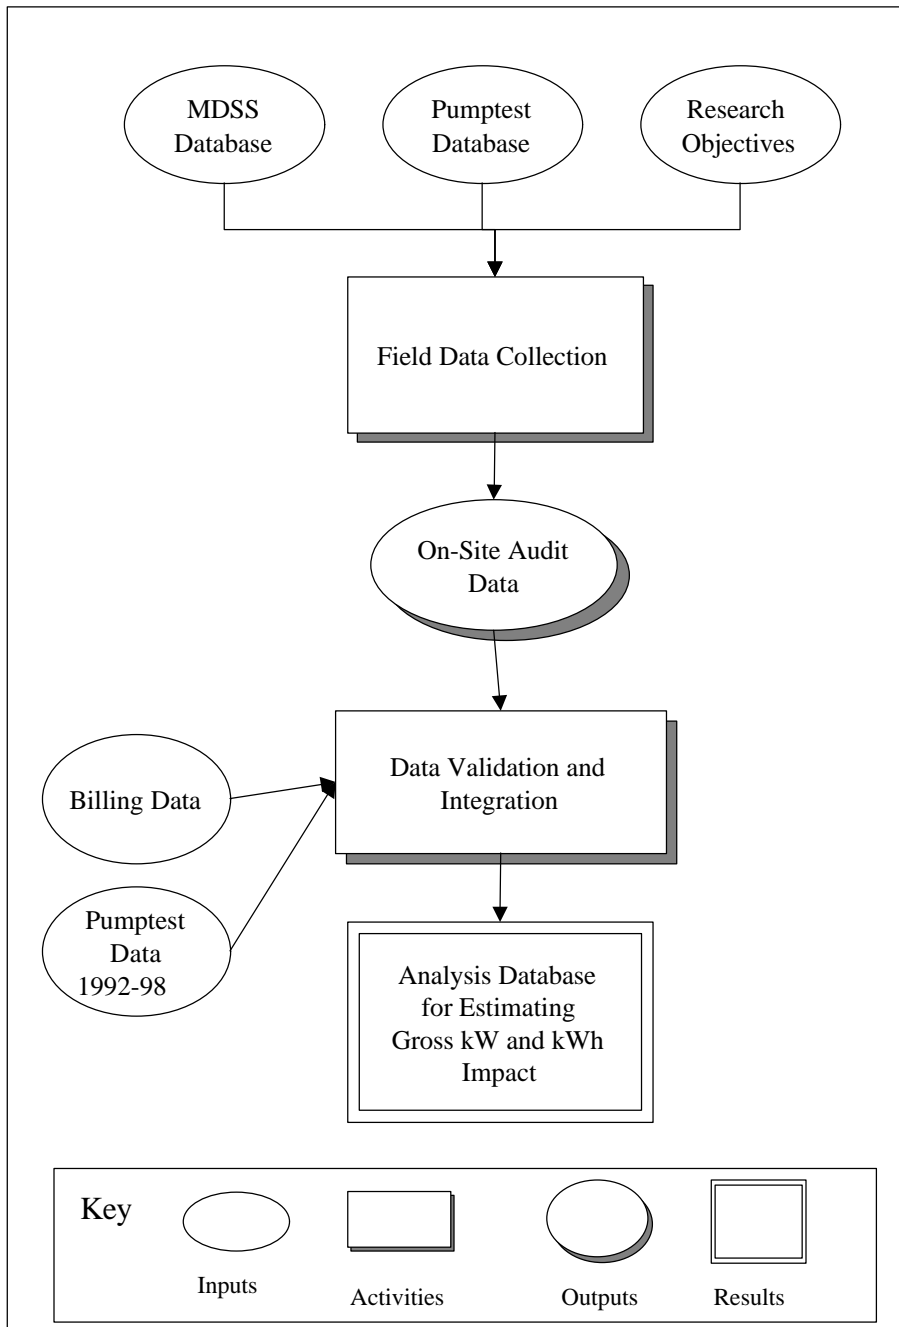 MDSS
Database
Pumptest
Database
Research
Objectives
Field Data Collection
On-Site Audit
Data
Data Validation and
Integration
Billing Data
Pumptest
Data
1992-98
Analysis Database
for Estimating
Gross kW and kWh
Impact
Key
Inputs
Activities
Outputs
Results